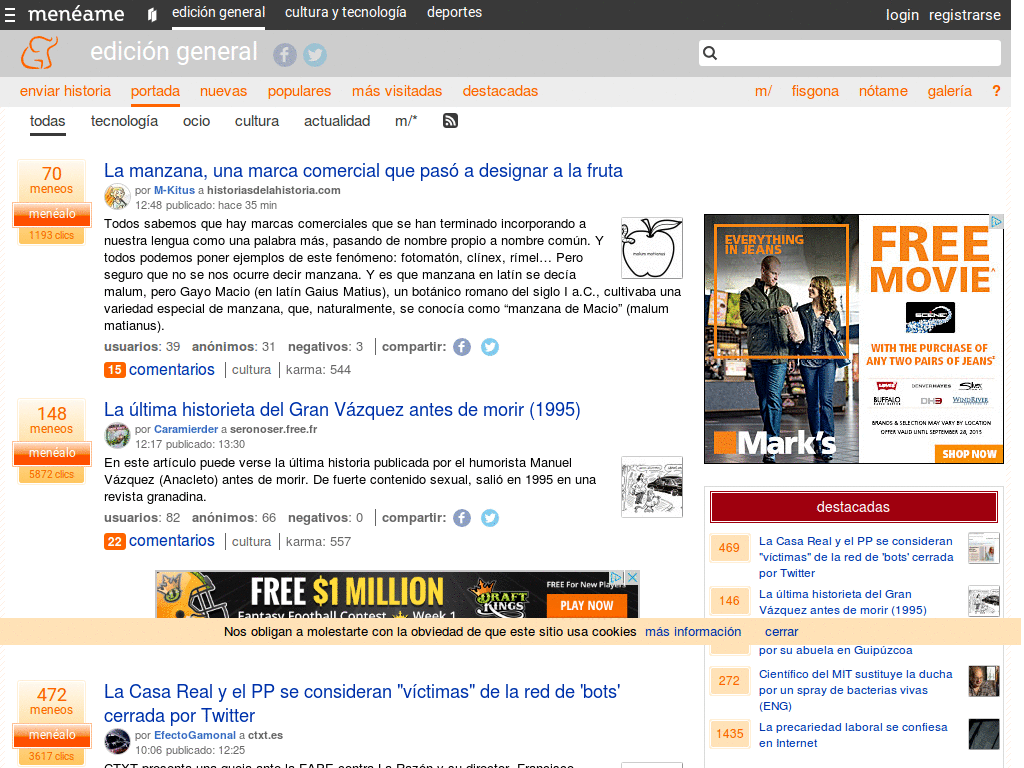 menéame edición general cultura y tecnología deportes login registrarse
edición general
enviar historia portada nuevas populares más visitadas destacadas m/ fisgona nótame galería ?
todas tecnología ocio cultura actualidad m/*
70
meneos
menéalo
1193 clics
La manzana, una marca comercial que pasó a designar a la fruta
por M-Kitus a historiasdelahistoria.com
12:48 publicado: hace 35 min
Todos sabemos que hay marcas comerciales que se han terminado incorporando a
nuestra lengua como una palabra más, pasando de nombre propio a nombre común. Y
todos podemos poner ejemplos de este fenómeno: fotomatón, clínex, rímel… Pero
seguro que no se nos ocurre decir manzana. Y es que manzana en latín se decía
malum, pero Gayo Macio (en latín Gaius Matius), un botánico romano del siglo I a.C., cultivaba una
variedad especial de manzana, que, naturalmente, se conocía como “manzana de Macio” (malum
matianus).
malum matianus
usuarios: 39 anónimos: 31 negativos: 3 compartir:
15 comentarios cultura karma: 544
148
meneos
menéalo
5872 clics
La última historieta del Gran Vázquez antes de morir (1995)
por Caramierder a seronoser.free.fr
12:17 publicado: 13:30
En este artículo puede verse la última historia publicada por el humorista Manuel
Vázquez (Anacleto) antes de morir. De fuerte contenido sexual, salió en 1995 en una
revista granadina.
usuarios: 82 anónimos: 66 negativos: 0 compartir:
22 comentarios cultura karma: 557
FREE $1 MILLION
Fantasy Football Contest Week 1
DRAFT
KINGS
FREE For New Players
PLAY NOW
Nos obligan a molestarte con la obviedad de que este sitio usa cookies más información cerrar
472
meneos
menéalo
3617 clics
La Casa Real y el PP se consideran "víctimas" de la red de 'bots'
cerrada por Twitter
por EfectoGamonal a ctxt.es
10:06 publicado: 12:25
EVERYTHING
IN JEANS
Mark's
FREE
MOVIE^
SCENE
WITH THE PURCHASE OF
ANY TWO PAIRS OF JEANS‡
LEVI'S DENVER HAYES Silver
BUFFALO DH3 WINDRIVER
BRANDS & SELECTION MAY VARY BY LOCATION
OFFER VALID UNTIL SEPTEMBER 28, 2015
SHOP NOW
destacadas
469
La Casa Real y el PP se consideran
"víctimas" de la red de 'bots' cerrada
por Twitter
146
La última historieta del Gran
Vázquez antes de morir (1995)
por su abuela en Guipúzcoa
272
Científico del MIT sustituye la ducha
por un spray de bacterias vivas
(ENG)
1435
La precariedad laboral se confiesa
en Internet